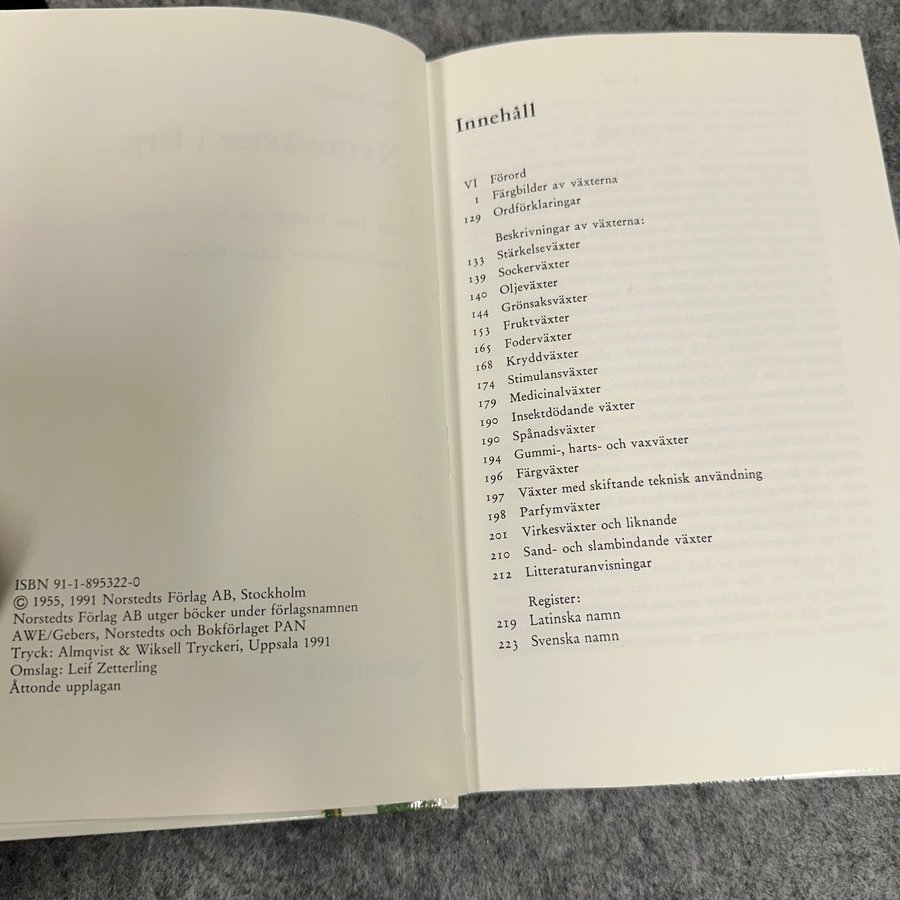 ISBN 91-1-895322-0
© 1955, 1991 Norstedts Förlag AB, Stockholm
Norstedts Förlag AB utger böcker under förlagsnamnen
AWE/Gebers, Norstedts och Bokförlaget PAN
Tryck: Almqvist & Wiksell Tryckeri, Uppsala 1991
Omslag: Leif Zetterling
Åttonde upplagan
Innehåll
VI Förord
1 Färgbilder av växterna
129 Ordförklaringar
Beskrivningar av växterna:
133 Stärkelseväxter
139 Sockerväxter
140 Oljeväxter
144 Grönsaksväxter
153 Fruktväxter
165 Foderväxter
168 Kryddväxter
174 Stimulansväxter
179 Medicinalväxter
190 Insektdödande växter
190 Spånadsväxter
194 Gummi-, harts- och vaxväxter
196 Färgväxter
197 Växter med skiftande teknisk användning
198 Parfymväxter
201 Virkesväxter och liknande
210 Sand- och slambindande växter
212 Litteraturanvisningar
Register:
219 Latinska namn
223 Svenska namn